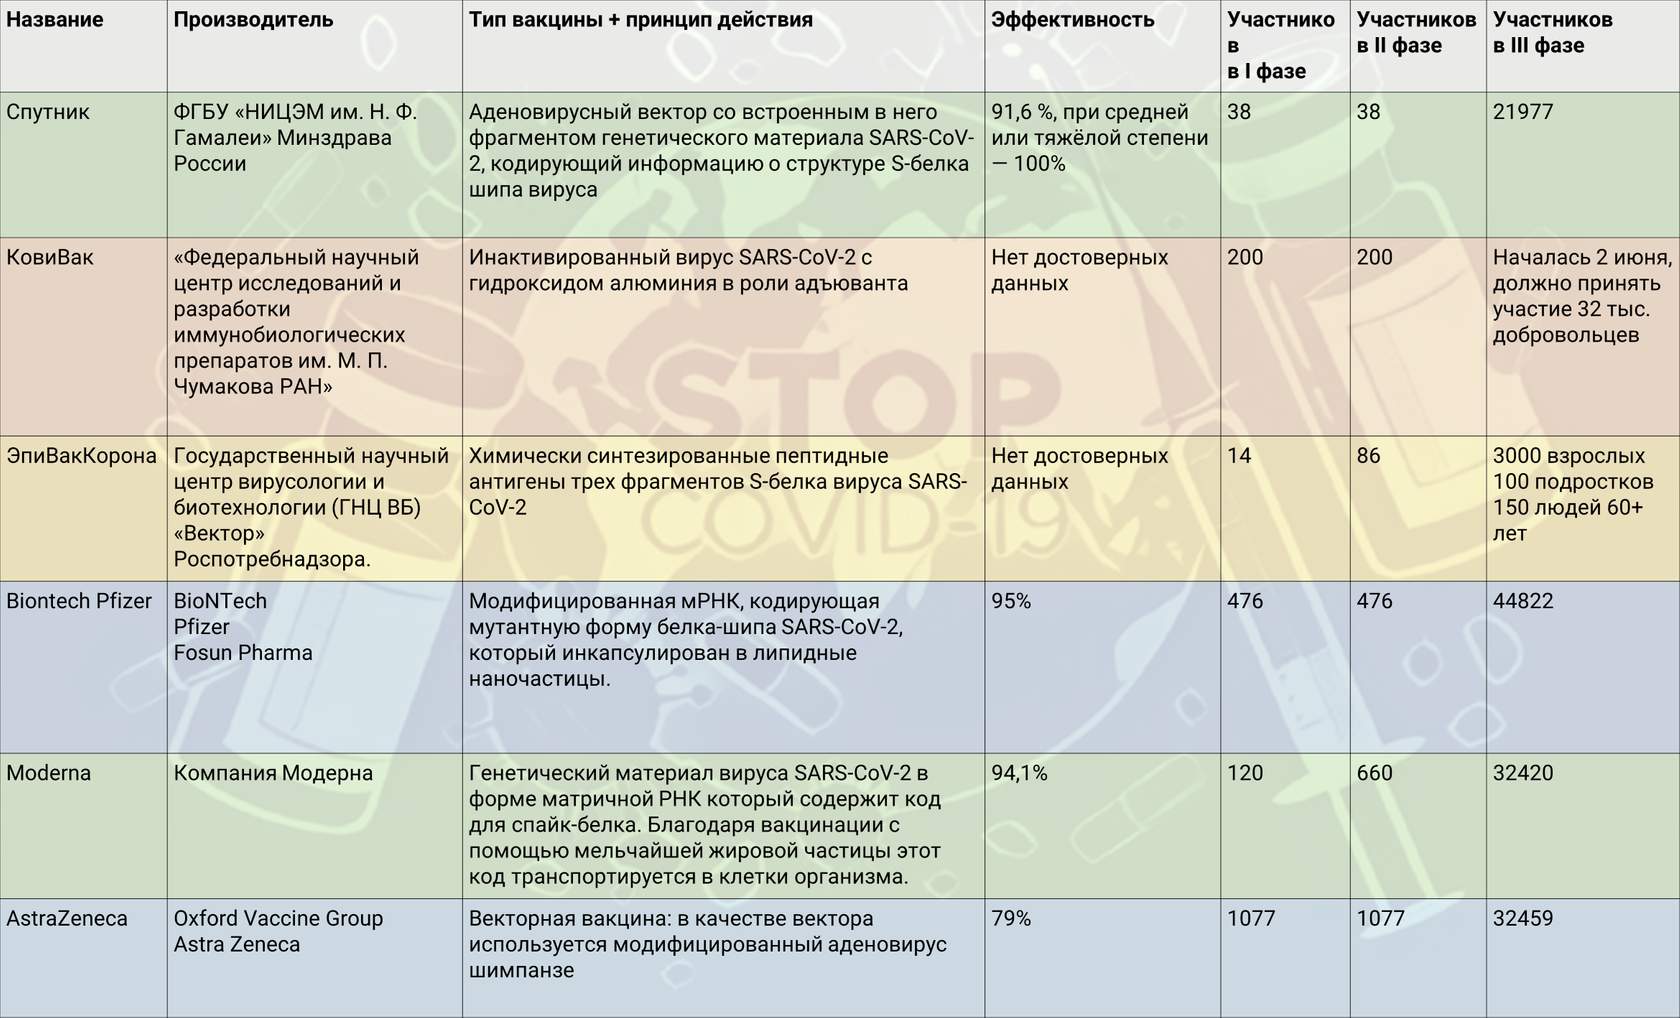 Название
Производитель
Тип вакцины + принцип действия
Эффективность
Участнико
в
в I фазе
Участников
в II фазе
Участников
в III фазе
Спутник
ФГБУ «НИЦЭМ им. Н. Ф.
Гамалеи» Минздрава
России
Аденовирусный вектор со встроенным в него
фрагментом генетического материала SARS-CoV-
2, кодирующий информацию о структуре S-белка
шипа вируса
91,6 %, при средней
или тяжёлой степени
— 100%
38
38
21977
КовиВак
«Федеральный научный
центр исследований и
разработки
иммунобиологических
препаратов им. М. П.
Чумакова РАН»
Инактивированный вирус SARS-CoV-2 с
гидроксидом алюминия в роли адъюванта
Нет достоверных
данных
200
200
Началась 2 июня,
должно принять
участие 32 тыс.
добровольцев
ЭпиВакКорона
Государственный научный
центр вирусологии и
биотехнологии (ГНЦ ВБ)
«Вектор»
Роспотребнадзора.
Химически синтезированные пептидные
антигены трех фрагментов S-белка вируса SARS-
CoV-2
Нет достоверных
данных
14
86
3000 взрослых
100 подростков
150 людей 60+
лет
Biontech Pfizer
BioNTech
Pfizer
Fosun Pharma
Модифицированная мРНК, кодирующая
мутантную форму белка-шипа SARS-CoV-2,
который инкапсулирован в липидные
наночастицы.
95%
476
476
44822
Moderna
Компания Модерна
Генетический материал вируса SARS-CoV-2 в
форме матричной РНК который содержит код
для спайк-белка. Благодаря вакцинации с
помощью мельчайшей жировой частицы этот
код транспортируется в клетки организма.
94,1%
120
660
32420
AstraZeneca
Oxford Vaccine Group
Astra Zeneca
Векторная вакцина: в качестве вектора
используется модифицированный аденовирус
шимпанзе
79%
1077
1077
32459
STOP
COVID-19